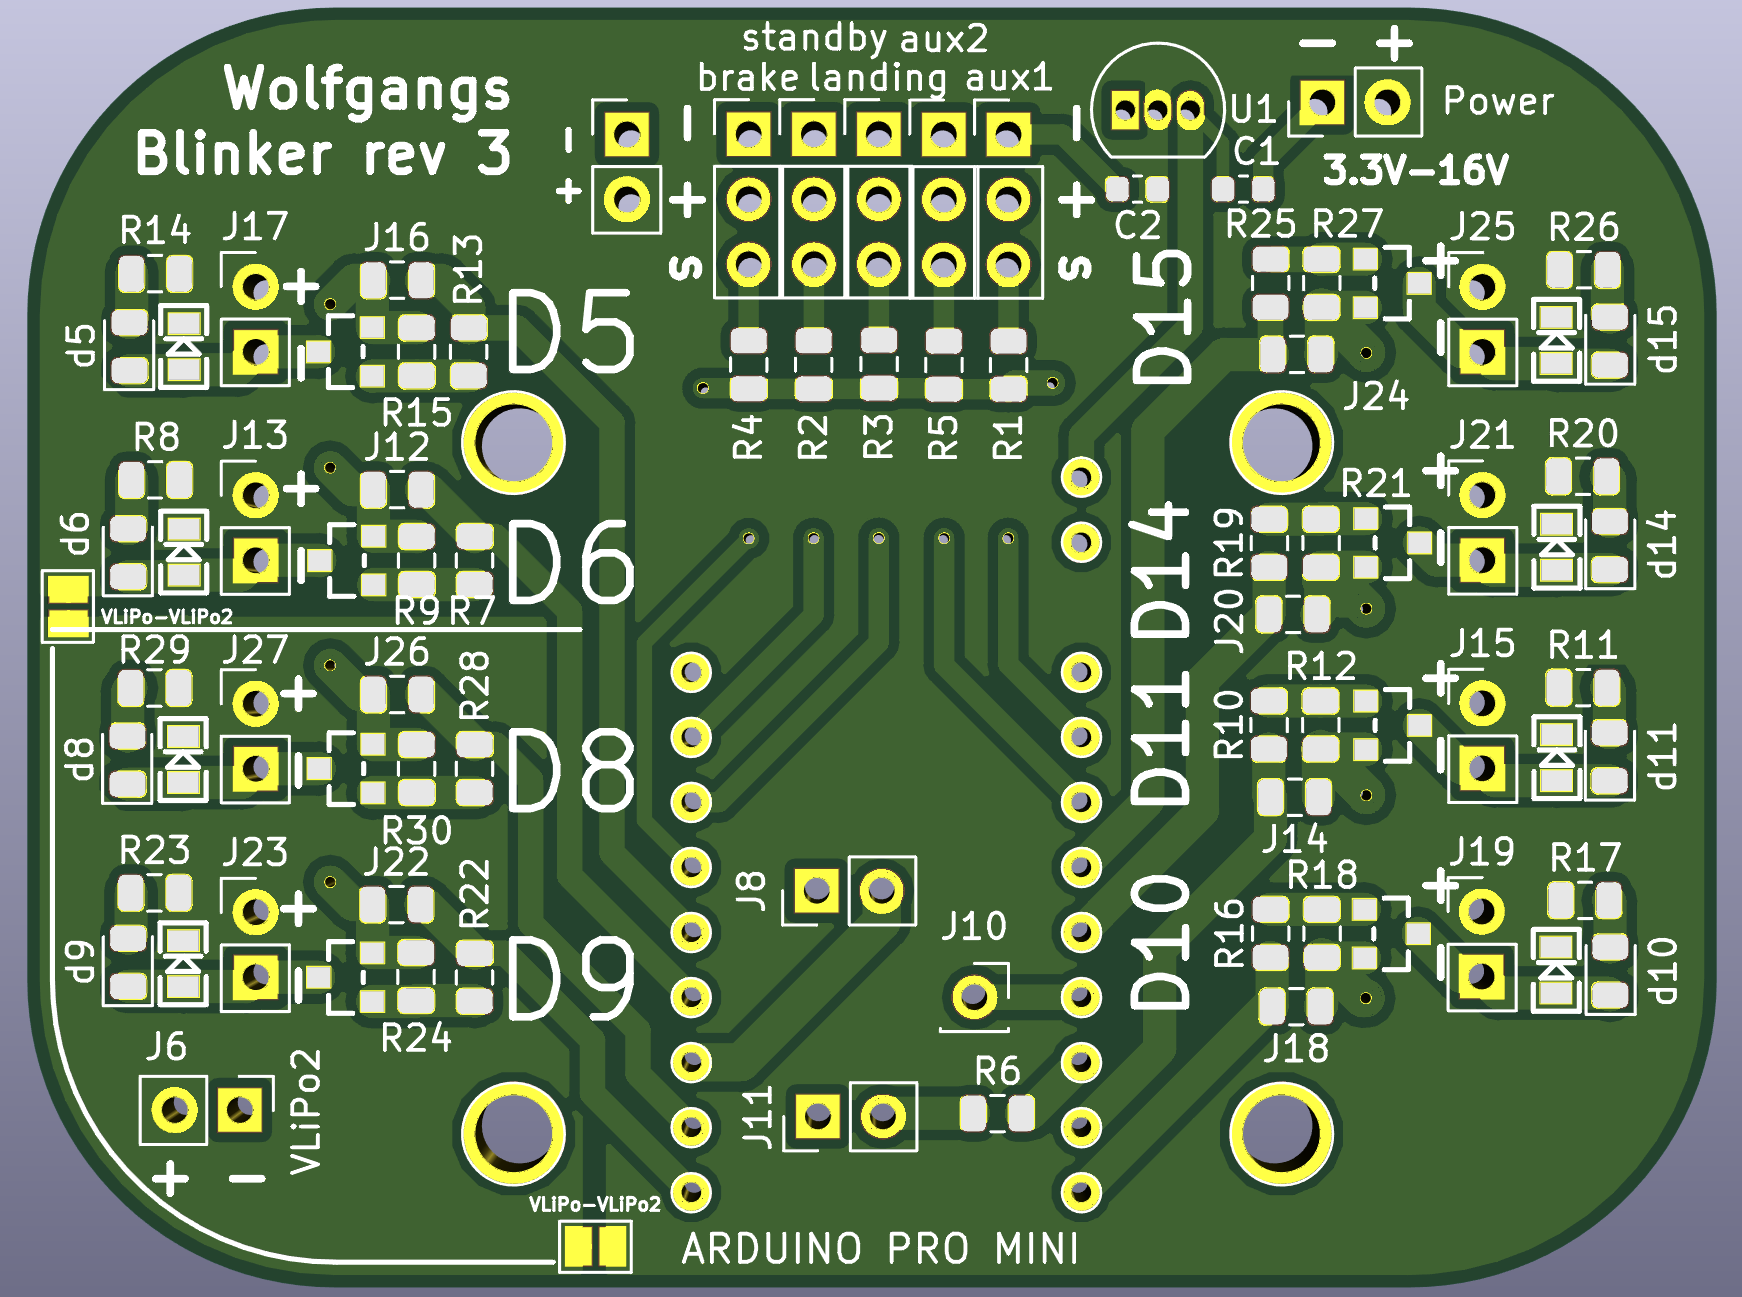 Wolfgangs
Blinker rev 3
standby aux2
brake landing aux1
- +
Power
3.3V-16V
U1
C1
C2
-
+
-
+
s
-
+
s
R14
J17
+
-
J16
R13
d5
R15
D5
R8
J13
+
-
J12
d6
R9 R7
D6
VLiPo-VLiPo2
R29
J27
+
-
J26
R28
d8
R30
D8
R23
J23
+
-
J22
R22
d9
R24
D9
J6
VLiPo2
+ -
R4
R2
R3
R5
R1
D15
R25
R27
J25
+
-
R26
d15
J24
D14
R21
R19
J21
+
-
R20
d14
J20
D11
R12
R10
J15
+
-
R11
d11
J14
D10
R18
R16
J19
+
-
R17
d10
J18
J8
J10
J11
R6
VLiPo-VLiPo2
ARDUINO PRO MINI